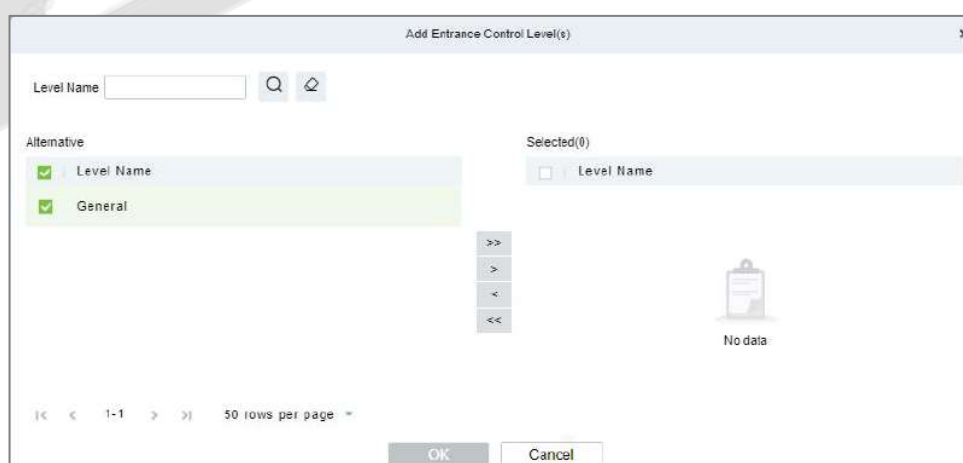 Add Entrance Control Level(s)
Level Name
Alternative
Selected(0)
Level Name
Level Name
General
>>
>
<
<<
No data
|< < 1-1 > >| 50 rows per page
OK
Cancel